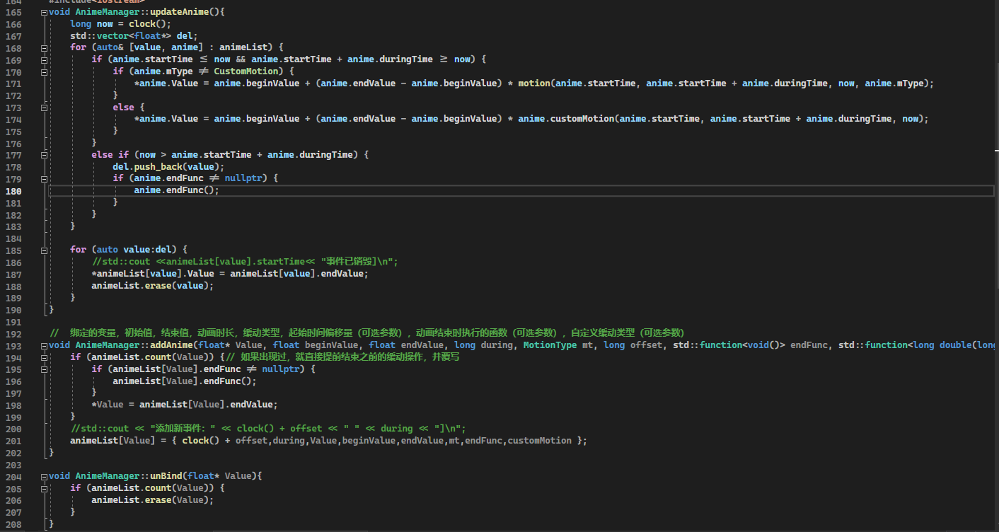 164 #include<iostream>
165 void AnimeManager::updateAnime(){
166 long now = clock();
167 std::vector<float*> del;
168 for (auto& [value, anime] : animeList) {
169 if (anime.startTime ≤ now && anime.startTime + anime.duringTime ≥ now) {
170 if (anime.mType ≠ CustomMotion) {
171 *anime.Value = anime.beginValue + (anime.endValue - anime.beginValue) * motion(anime.startTime, anime.startTime + anime.duringTime, now, anime.mType);
172 }
173 else {
174 *anime.Value = anime.beginValue + (anime.endValue - anime.beginValue) * anime.customMotion(anime.startTime, anime.startTime + anime.duringTime, now);
175 }
176 }
177 else if (now > anime.startTime + anime.duringTime) {
178 del.push_back(value);
179 if (anime.endFunc ≠ nullptr) {
180 anime.endFunc();
181 }
182 }
183 }
184
185 for (auto value:del) {
186 //std::cout <<animeList[value].startTime<< "事件已销毁]\n";
187 *animeList[value].Value = animeList[value].endValue;
188 animeList.erase(value);
189 }
190 }
191
192 // 绑定的变量，初始值，结束值，动画时长，缓动类型，起始时间偏移量（可选参数）, 动画结束时执行的函数（可选参数）, 自定义缓动类型（可选参数）
193 void AnimeManager::addAnime(float* Value, float beginValue, float endValue, long during, MotionType mt, long offset, std::function<void()> endFunc, std::function<long double(long
194 if (animeList.count(Value)) {// 如果出现过，就直接提前结束之前的缓动操作，并覆写
195 if (animeList[Value].endFunc ≠ nullptr) {
196 animeList[Value].endFunc();
197 }
198 *Value = animeList[Value].endValue;
199 }
200 //std::cout << "添加新事件：" << clock() + offset << " " << during << "]\n";
201 animeList[Value] = { clock() + offset,during,Value,beginValue,endValue,mt,endFunc,customMotion };
202 }
203
204 void AnimeManager::unBind(float* Value){
205 if (animeList.count(Value)) {
206 animeList.erase(Value);
207 }
208 }